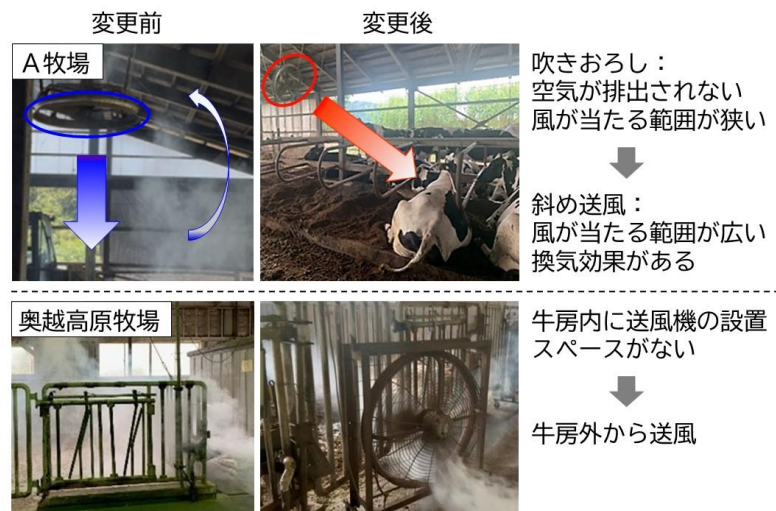 変更前
変更後
A牧場
吹きおろし：
空気が排出されない
風が当たる範囲が狭い
斜め送風：
風が当たる範囲が広い
換気効果がある
奥越高原牧場
牛房内に送風機の設置
スペースがない
牛房外から送風